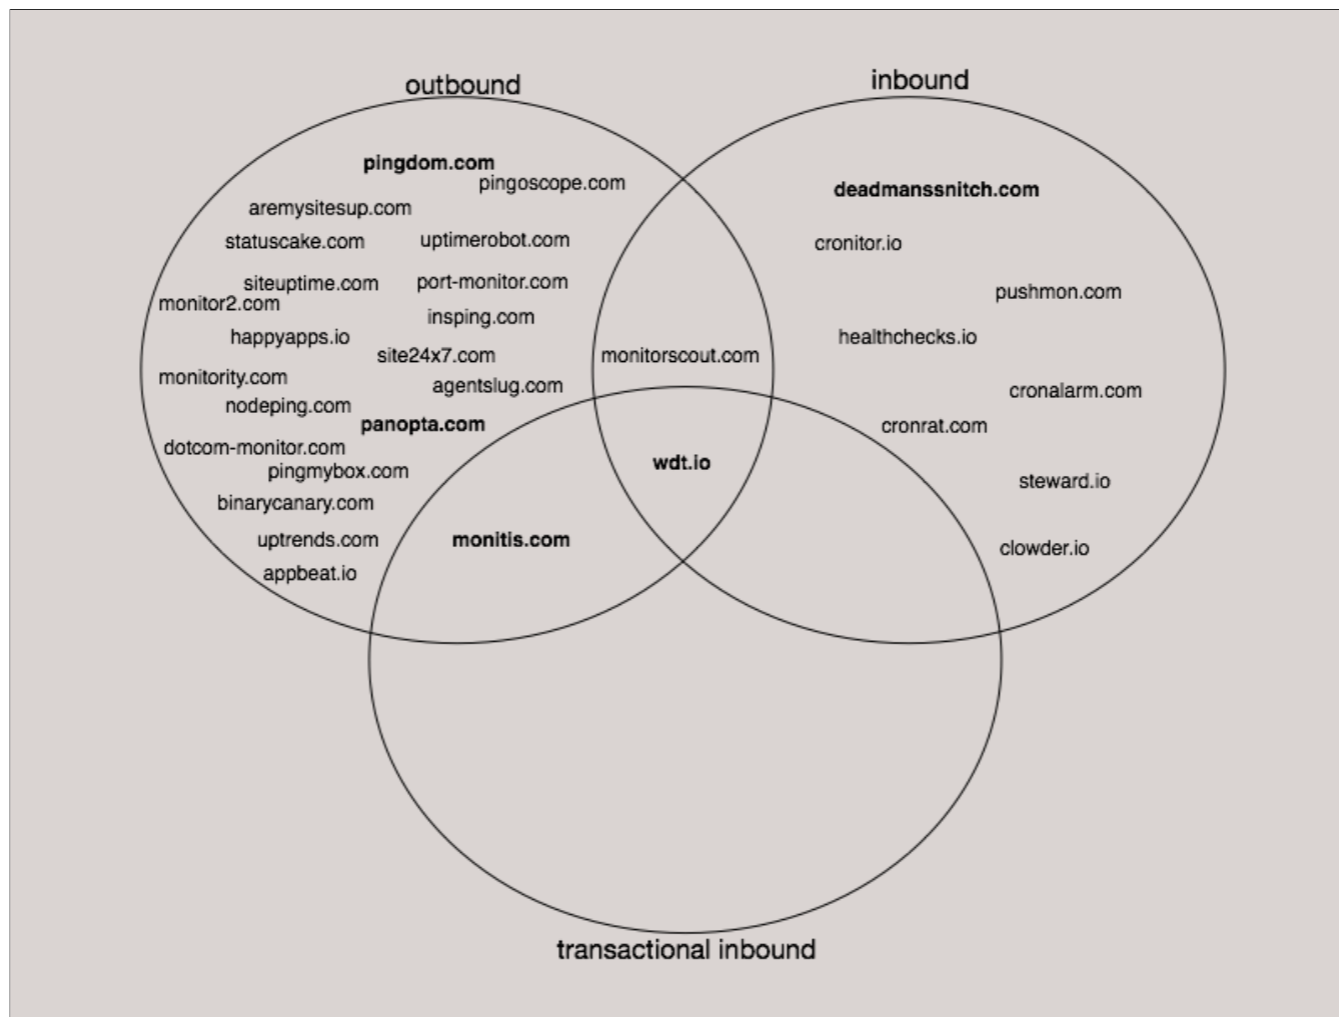 outbound
inbound
pingdom.com
pingoscope.com
deadmanssnitch.com
aremysitesup.com
statuscake.com
uptimerobot.com
cronitor.io
siteuptime.com
port-monitor.com
pushmon.com
monitor2.com
insping.com
happyapps.io
healthchecks.io
site24x7.com
monitorscout.com
monitority.com
agentslug.com
cronalarm.com
nodeping.com
panopta.com
cronrat.com
dotcom-monitor.com
wdt.io
pingmybox.com
steward.io
binarycanary.com
uptrends.com
monitis.com
clowder.io
appbeat.io
transactional inbound